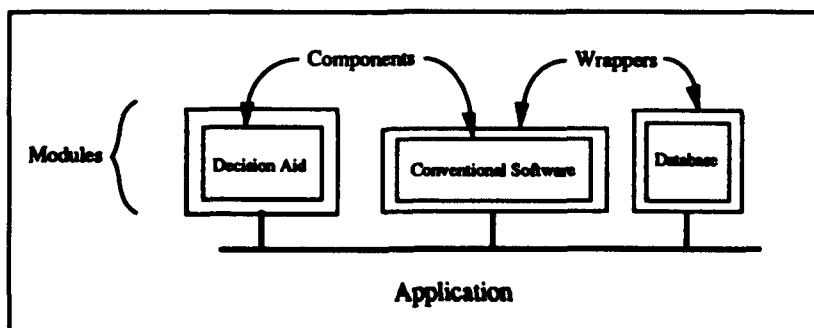 Components
Wrappers
Modules
Decision Aid
Conventional Software
Database
Application